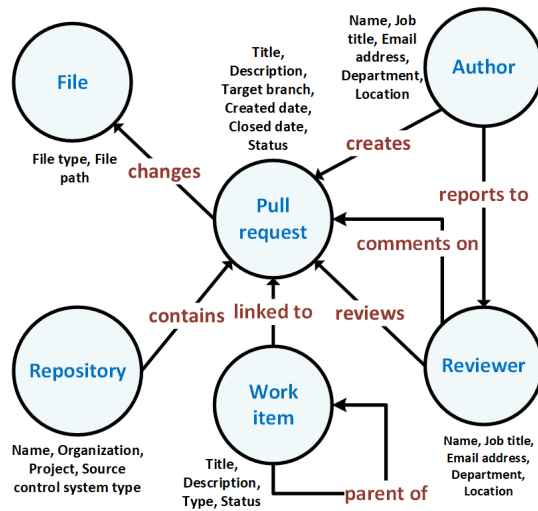 File
File type, File
path
Title,
Description,
Target branch,
Created date,
Closed date,
Status
Name, Job
title, Email
address,
Department,
Location
Author
changes
creates
reports to
Pull
request
comments on
contains
linked to
reviews
Repository
Name, Organization,
Project, Source
control system type
Work
item
Title,
Description,
Type, Status
parent of
Reviewer
Name, Job title,
Email address,
Department,
Location